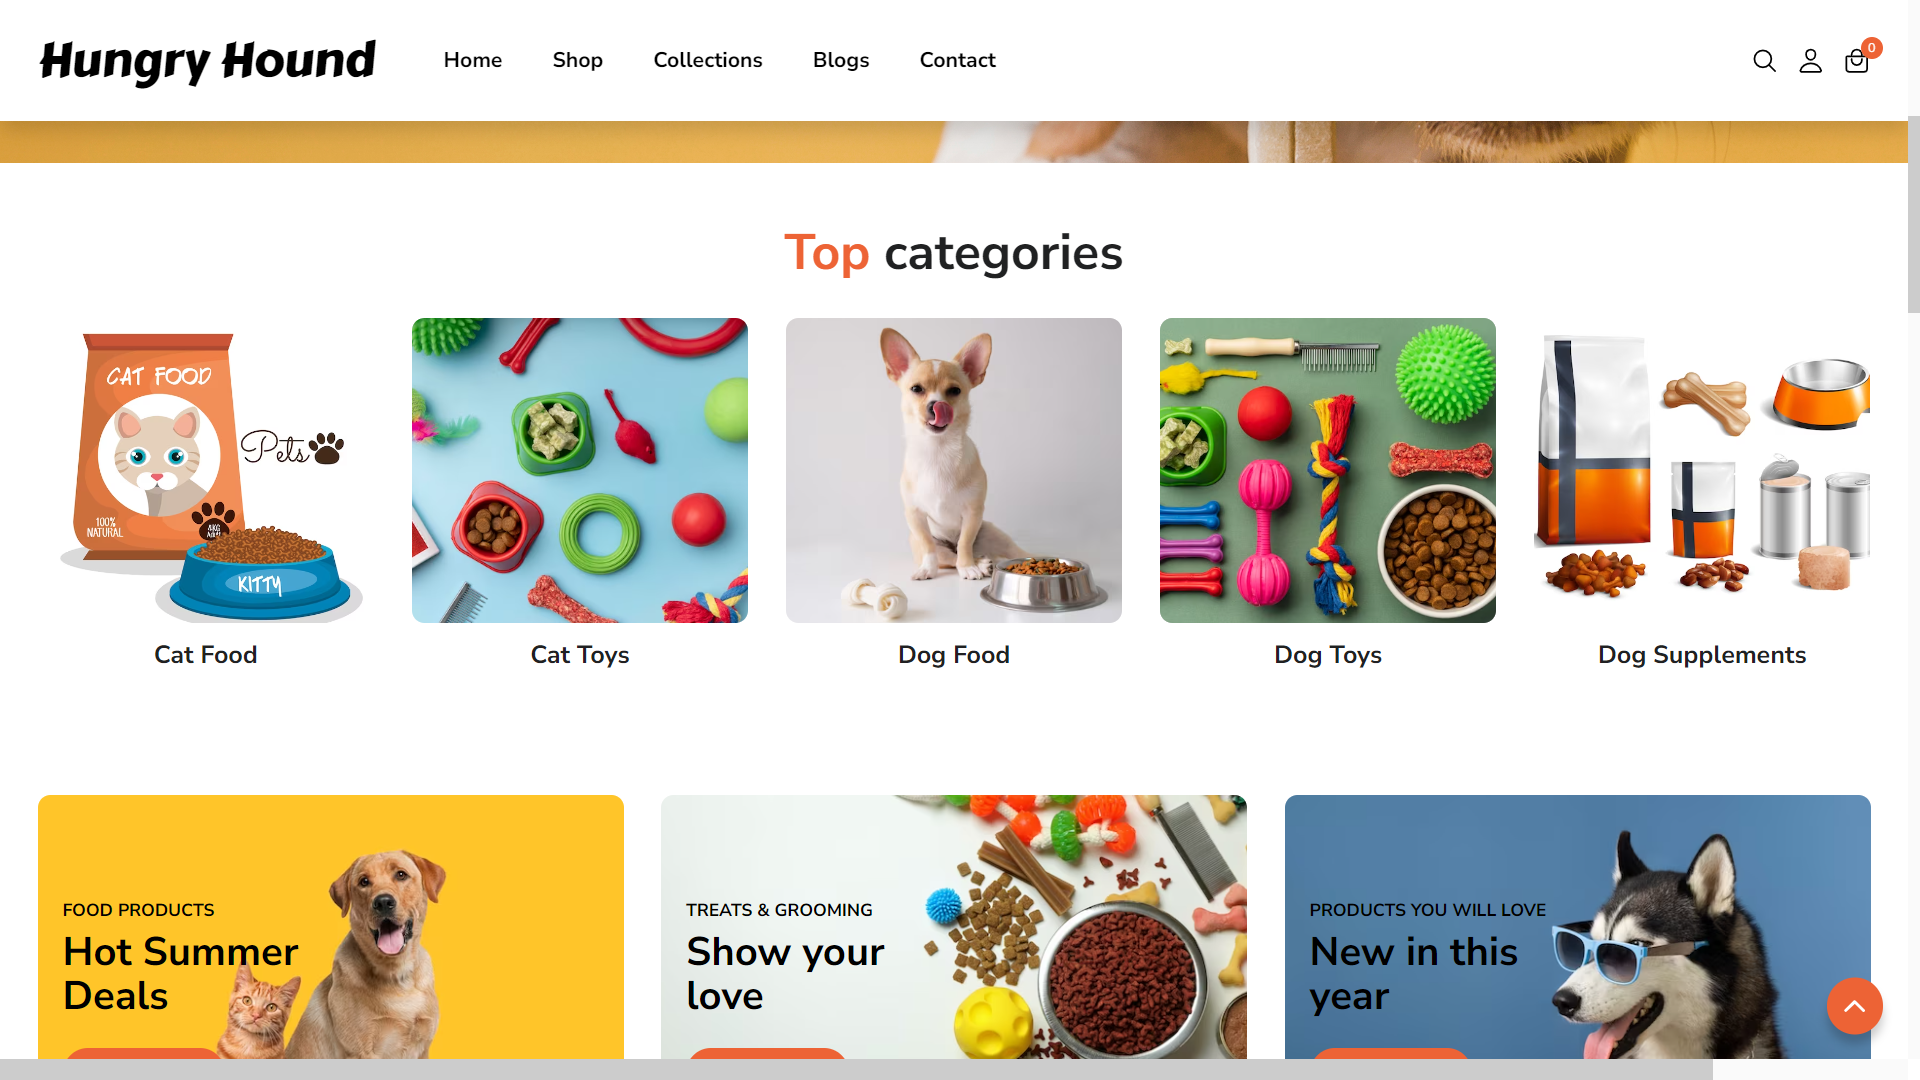 Hungry Hound
Home
Shop
Collections
Blogs
Contact
0
Top categories
CAT FOOD
Pets
100%
NATURAL
4KG
KITTY
Cat Food
Cat Toys
Dog Food
Dog Toys
Dog Supplements
FOOD PRODUCTS
Hot Summer
Deals
TREATS & GROOMING
Show your
love
PRODUCTS YOU WILL LOVE
New in this
year